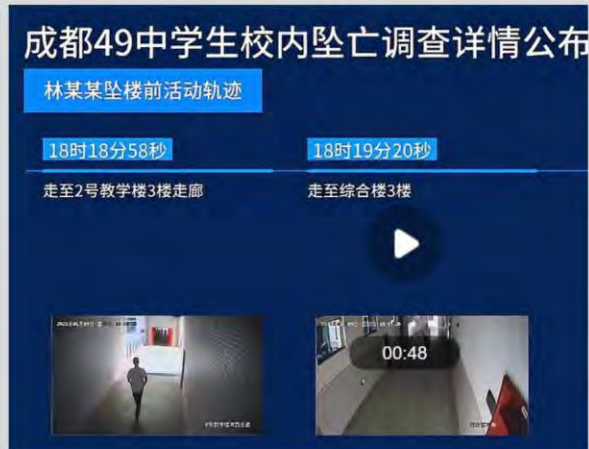 成都49中学生校内坠亡调查详情公布
林某某坠楼前活动轨迹
18时18分58秒
18时19分20秒
走至2号教学楼3楼走廊
走至综合楼3楼
00:48